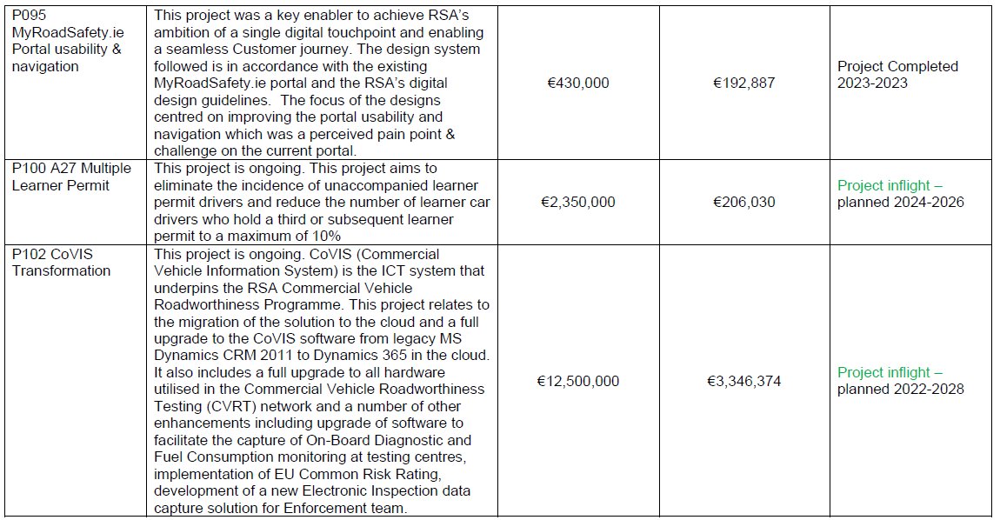 P095
MyRoadSafety.ie
Portal usability &
navigation
This project was a key enabler to achieve RSA's
ambition of a single digital touchpoint and enabling
a seamless Customer journey. The design system
followed is in accordance with the existing
MyRoadSafety.ie portal and the RSA's digital
design guidelines.  The focus of the designs
centred on improving the portal usability and
navigation which was a perceived pain point &
challenge on the current portal.
€430,000
€192,887
Project Completed
2023-2023
P100 A27 Multiple
Learner Permit
This project is ongoing. This project aims to
eliminate the incidence of unaccompanied learner
permit drivers and reduce the number of learner car
drivers who hold a third or subsequent learner
permit to a maximum of 10%
€2,350,000
€206,030
Project inflight –
planned 2024-2026
P102 CoVIS
Transformation
This project is ongoing. CoVIS (Commercial
Vehicle Information System) is the ICT system that
underpins the RSA Commercial Vehicle
Roadworthiness Programme. This project relates to
the migration of the solution to the cloud and a full
upgrade to the CoVIS software from legacy MS
Dynamics CRM 2011 to Dynamics 365 in the cloud.
It also includes a full upgrade to all hardware
utilised in the Commercial Vehicle Roadworthiness
Testing (CVRT) network and a number of other
enhancements including upgrade of software to
facilitate the capture of On-Board Diagnostic and
Fuel Consumption monitoring at testing centres,
implementation of EU Common Risk Rating,
development of a new Electronic Inspection data
capture solution for Enforcement team.
€12,500,000
€3,346,374
Project inflight –
planned 2022-2028